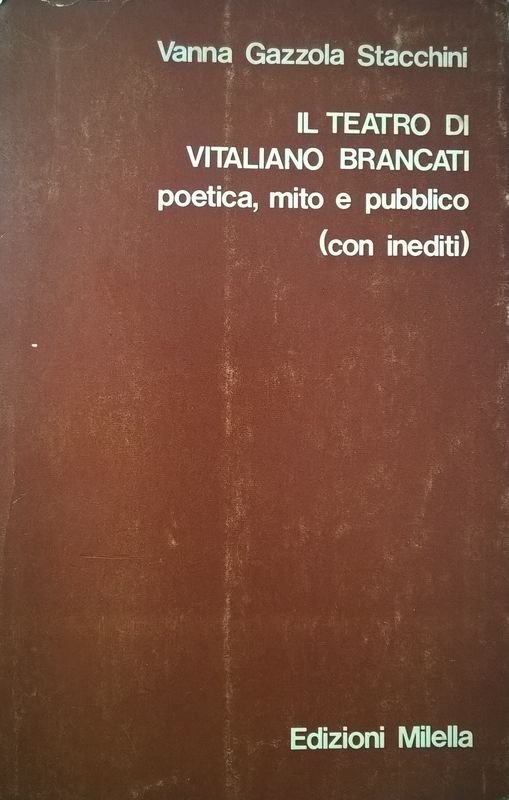 Vanna Gazzola Stacchini
IL TEATRO DI
VITALIANO BRANCATI
poetica, mito e pubblico
(con inediti)
Edizioni Milella